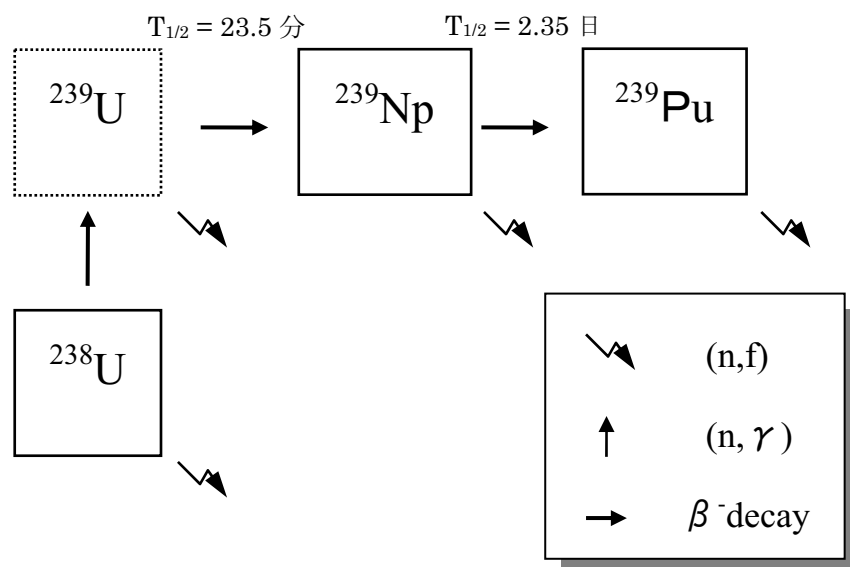 T1/2 = 23.5 分
T1/2 = 2.35 日
239U
239Np
239Pu
238U
(n,f)
(n, γ )
β -decay